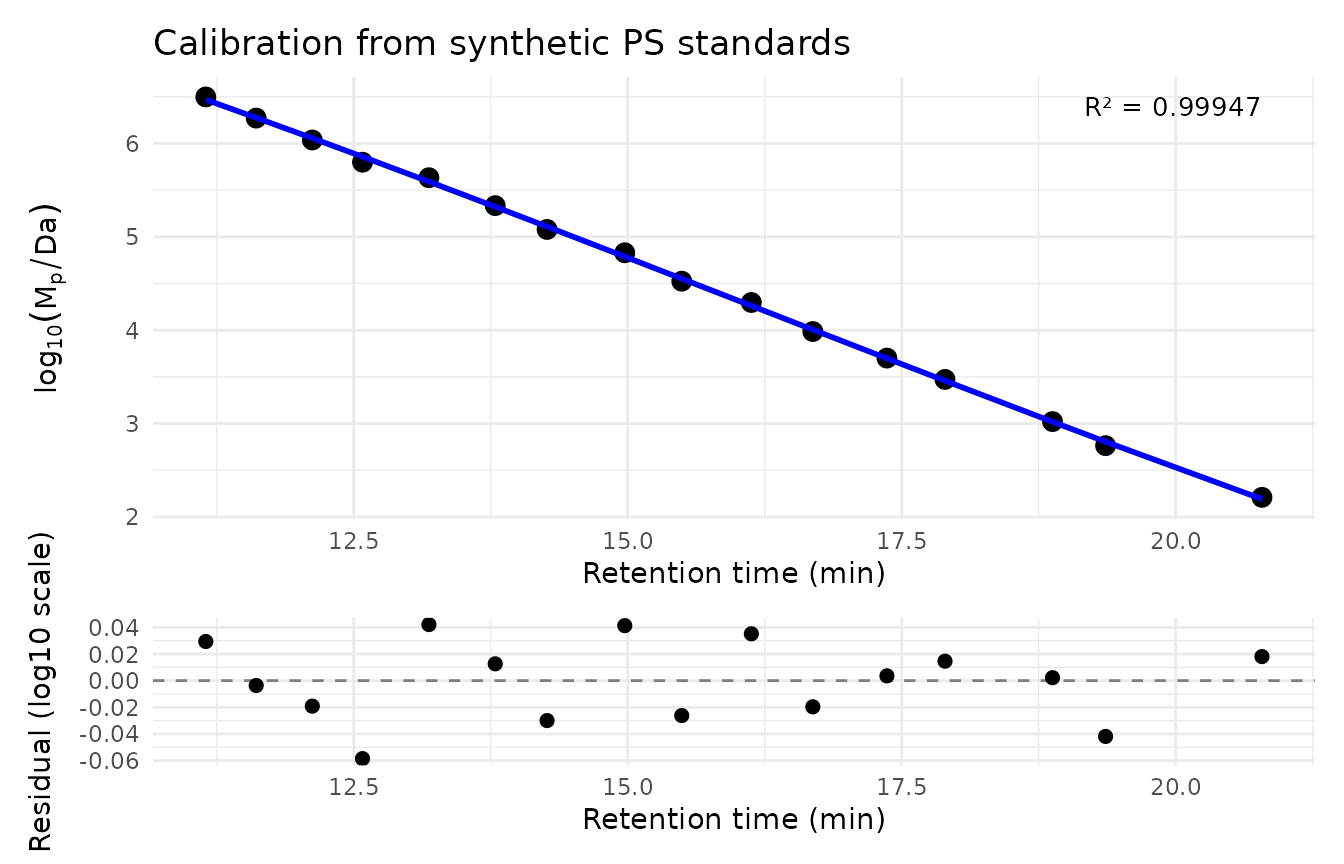 Calibration from synthetic PS standards
R² = 0.99947
log₁₀(Mₚ/Da)
6
5
4
3
2
12.5 15.0 17.5 20.0
Retention time (min)
Residual (log10 scale)
0.04
0.02
0.00
-0.02
-0.04
-0.06
12.5 15.0 17.5 20.0
Retention time (min)